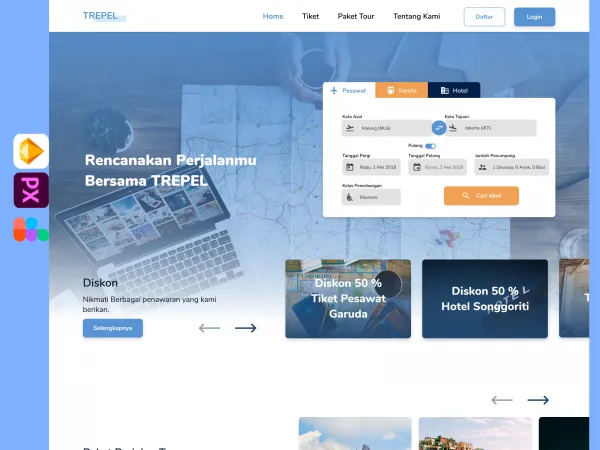 TREPEL
Home
Tiket
Paket Tour
Tentang Kami
Daftar
Login
Pesawat
Kereta
Hotel
Kota Asal
Kota Tujuan
Malang (MLG)
Jakarta (JKT)
Pulang
Tanggal Pergi
Tanggal Pulang
Jumlah Penumpang
Rabu, 1 Mei 2019
Kamis, 2 Mei 2019
1 Dewasa, 0 Anak, 0 Bayi
Kelas Penerbangan
Ekonomi
Cari tiket
Rencanakan Perjalanmu
Bersama TREPEL
PX
Diskon
Nikmati Berbagai penawaran yang kami
berikan.
Selengkapnya
COLORADO
Diskon 50 %
Tiket Pesawat
Garuda
Diskon 50 %
Hotel Songgoriti
T